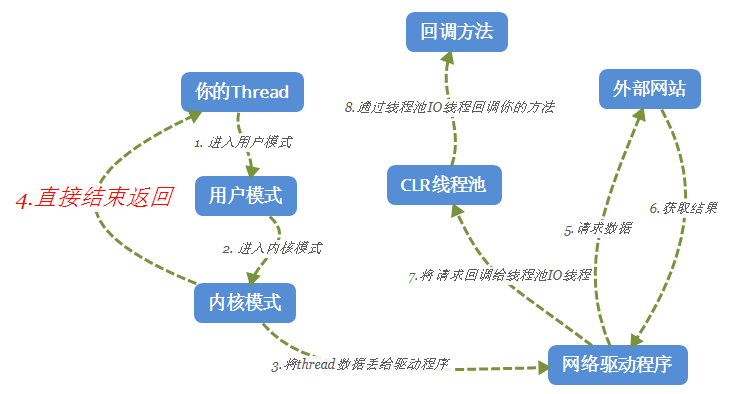 回调方法
你的Thread
外部网站
8. 通过线程池IO线程回调你的方法
1. 进入用户模式
CLR线程池
4.直接结束返回
用户模式
6.获取结果
5.请求数据
2. 进入内核模式
7.将请求回调给线程池IO线程
内核模式
3.将thread数据丢给驱动程序
网络驱动程序